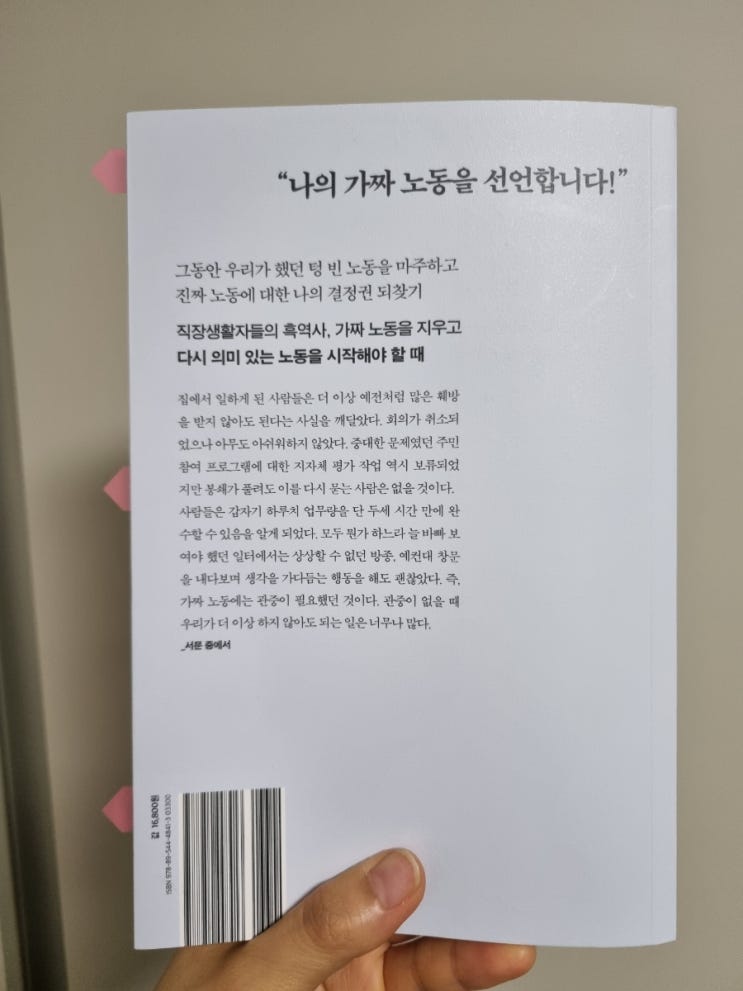 “나의 가짜 노동을 선언합니다!”
그동안 우리가 했던 텅 빈 노동을 마주하고
진짜 노동에 대한 나의 결정권 되찾기
직장생활자들의 흑역사, 가짜 노동을 지우고
다시 의미 있는 노동을 시작해야 할 때
집에서 일하게 된 사람들은 더 이상 예전처럼 많은 훼방
을 받지 않아도 된다는 사실을 깨달았다. 회의가 취소되
었으나 아무도 아쉬워하지 않았다. 중대한 문제였던 주민
참여 프로그램에 대한 지자체 평가 작업 역시 보류되었
지만 봉쇄가 풀려도 이를 다시 묻는 사람은 없을 것이다.
사람들은 갑자기 하루치 업무량을 단 두세 시간 만에 완
수할 수 있음을 알게 되었다. 모두 뭔가 하느라 늘 바빠 보
여야 했던 일터에서는 상상할 수 없던 방종, 예컨대 창문
을 내다보며 생각을 가다듬는 행동을 해도 괜찮았다. 즉,
가짜 노동에는 관중이 필요했던 것이다. 관중이 없을 때
우리가 더 이상 하지 않아도 되는 일은 너무나 많다.
_서문 중에서
값 16,800원
ISBN 978-89-544-4841-3 03300